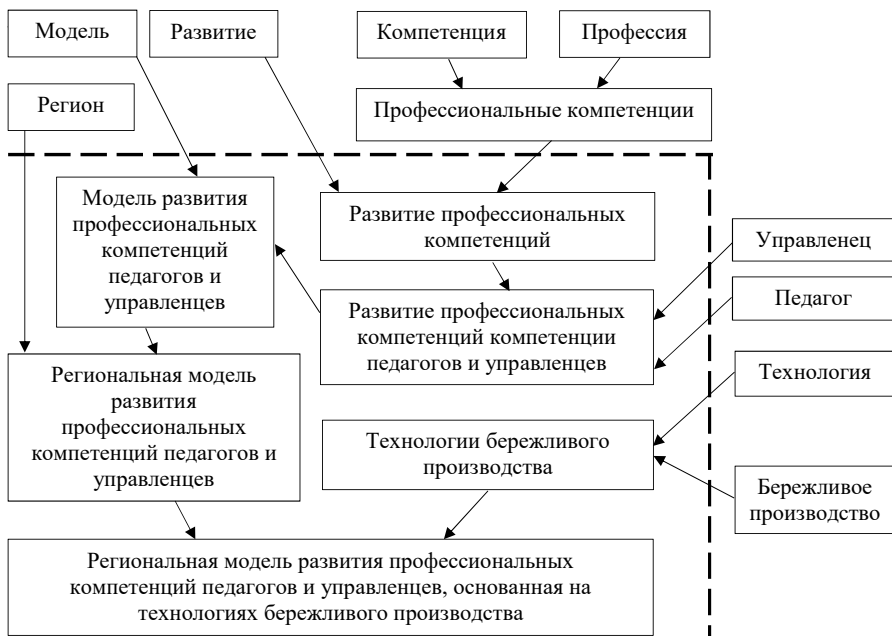 Модель
Развитие
Компетенция
Профессия
Регион
Профессиональные компетенции
Модель развития
профессиональных
компетенций
педагогов и
управленцев
Развитие профессиональных
компетенций
Управленец
Развитие профессиональных
компетенций компетенции
педагогов и управленцев
Педагог
Региональная модель
развития
профессиональных
компетенций педагогов и
управленцев
Технология
Технологии бережливого
производства
Бережливое
производство
Региональная модель развития профессиональных
компетенций педагогов и управленцев, основанная на
технологиях бережливого производства